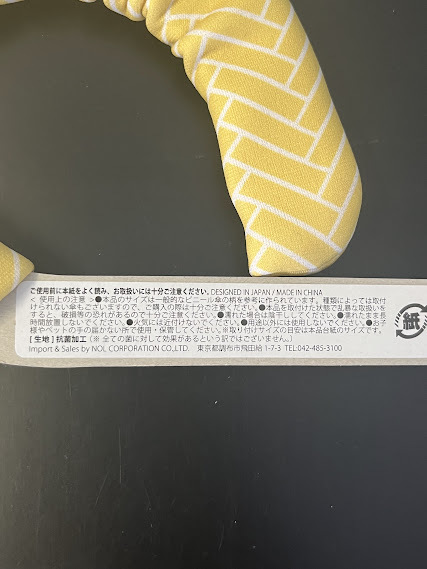 ご使用前に本紙をよく読み、お取扱いには十分ご注意ください。DESIGNED IN JAPAN / MADE IN CHINA
< 使用上の注意 >●本品のサイズは一般的なビニール傘の柄を参考に作られています。種類によっては取付
けられない傘もございますので、ご購入の際は十分ご注意ください。●本品を取付けた状態で乱暴な取扱いを
すると、破損等の恐れがあるので十分ご注意ください。●濡れた場合は陰干ししてください。●濡れたまま長
時間放置しないでください。●火気には近付けないでください。●用途以外には使用しないでください。●お子
様やペットの手の届かない所で使用・保管してください。※取り付けサイズの目安は本品台紙のサイズです。
[ 生地 ] 抗菌加工（※ 全ての菌に対して効果があるという訳ではございません。）
Import & Sales by NOL CORPORATION CO.,LTD. 東京都調布市飛田給 1-7-3 TEL:042-485-3100
紙